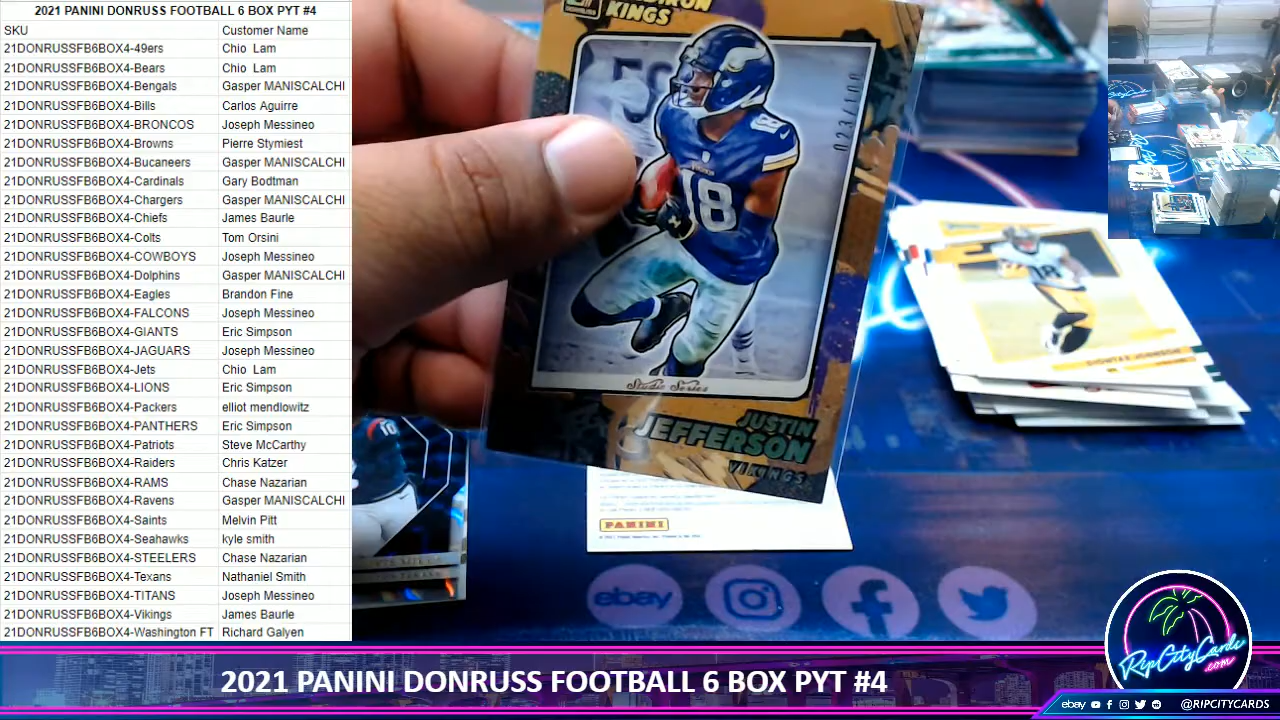 2021 PANINI DONRUSS FOOTBALL 6 BOX PYT #4
SKU Customer Name
21DONRUSSFB6BOX4-49ers Chio Lam
21DONRUSSFB6BOX4-Bears Chio Lam
21DONRUSSFB6BOX4-Bengals Gasper MANISCALCHI
21DONRUSSFB6BOX4-Bills Carlos Aguirre
21DONRUSSFB6BOX4-BRONCOS Joseph Messineo
21DONRUSSFB6BOX4-Browns Pierre Stymiest
21DONRUSSFB6BOX4-Bucaneers Gasper MANISCALCHI
21DONRUSSFB6BOX4-Cardinals Gary Bodtman
21DONRUSSFB6BOX4-Chargers Gasper MANISCALCHI
21DONRUSSFB6BOX4-Chiefs James Baurle
21DONRUSSFB6BOX4-Colts Tom Orsini
21DONRUSSFB6BOX4-COWBOYS Joseph Messineo
21DONRUSSFB6BOX4-Dolphins Gasper MANISCALCHI
21DONRUSSFB6BOX4-Eagles Brandon Fine
21DONRUSSFB6BOX4-FALCONS Joseph Messineo
21DONRUSSFB6BOX4-GIANTS Eric Simpson
21DONRUSSFB6BOX4-JAGUARS Joseph Messineo
21DONRUSSFB6BOX4-Jets Chio Lam
21DONRUSSFB6BOX4-LIONS Eric Simpson
21DONRUSSFB6BOX4-Packers elliot mendlowitz
21DONRUSSFB6BOX4-PANTHERS Eric Simpson
21DONRUSSFB6BOX4-Patriots Steve McCarthy
21DONRUSSFB6BOX4-Raiders Chris Katzer
21DONRUSSFB6BOX4-RAMS Charles Nazarian
21DONRUSSFB6BOX4-Ravens Gasper MANISCALCHI
21DONRUSSFB6BOX4-Saints Martin Pitt
21DONRUSSFB6BOX4-Seahawks kyle smith
21DONRUSSFB6BOX4-STEELERS Charles Nazarian
21DONRUSSFB6BOX4-Texans Nathaniel Smith
21DONRUSSFB6BOX4-TITANS Joseph Messineo
21DONRUSSFB6BOX4-Vikings James Baurle
21DONRUSSFB6BOX4-Washington FT Richard Galyen
KINGS
023/100
18
18
Studio Series
JUSTIN
JEFFERSON
VIKINGS
PANINI
ebay
RipCityCards
.com
2021 PANINI DONRUSS FOOTBALL 6 BOX PYT #4
ebay @RIPCITYCARDS